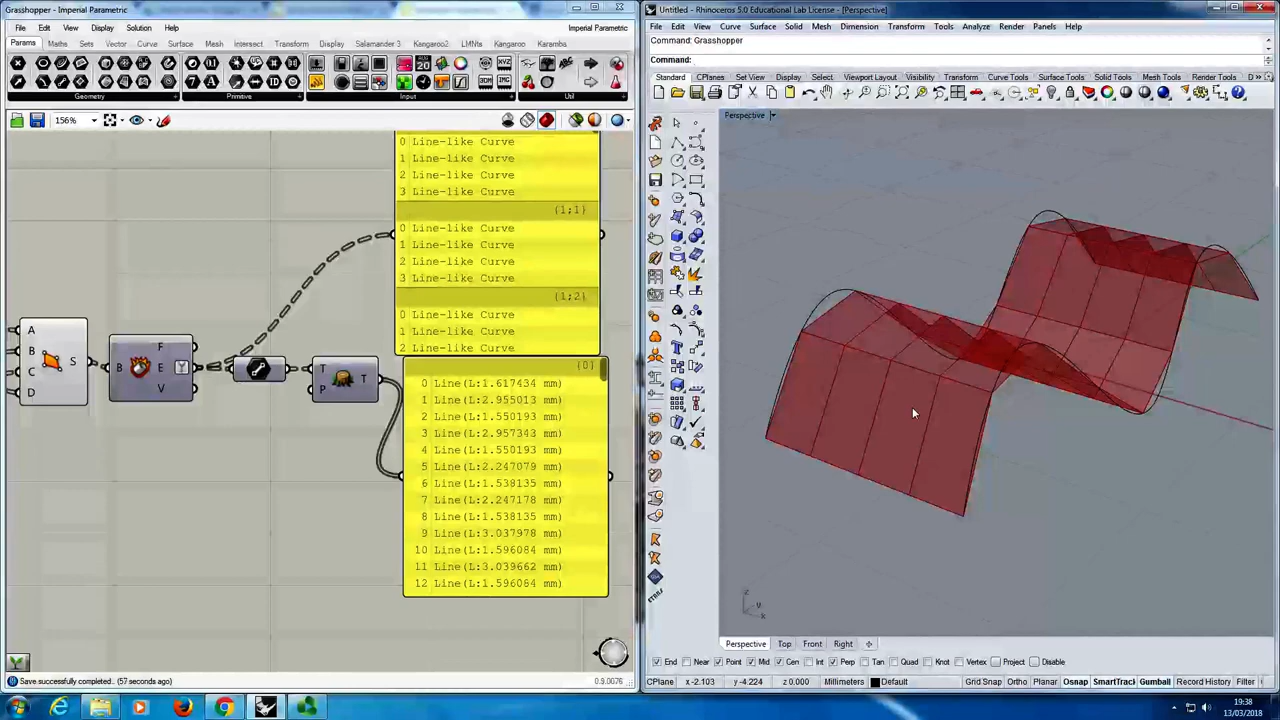 Grasshopper - Imperial Parametric
File Edit View Display Solution Help
Imperial Parametric
Params Maths Sets Vector Curve Surface Mesh Intersect Transform Display Salamander 3 Kangaroo2 LMNts Kangaroo Karamba
Geometry
Primitive
Input
Util
156%
0 Line-like Curve
1 Line-like Curve
2 Line-like Curve
3 Line-like Curve
{1;1}
0 Line-like Curve
1 Line-like Curve
2 Line-like Curve
3 Line-like Curve
{1;2}
0 Line-like Curve
1 Line-like Curve
2 Line-like Curve
A
B
C
D
S
B
F
E
V
T
P
T
{0}
0 Line(L:1.617434 mm)
1 Line(L:2.955013 mm)
2 Line(L:1.550193 mm)
3 Line(L:2.957343 mm)
4 Line(L:1.550193 mm)
5 Line(L:2.247079 mm)
6 Line(L:1.538135 mm)
7 Line(L:2.247178 mm)
8 Line(L:1.538135 mm)
9 Line(L:3.037978 mm)
10 Line(L:1.596084 mm)
11 Line(L:3.039662 mm)
12 Line(L:1.596084 mm)
Save successfully completed... (57 seconds ago)
0.9.0076
Untitled - Rhinoceros 5.0 Educational Lab License - [Perspective]
File Edit View Curve Surface Solid Mesh Dimension Transform Tools Analyze Render Panels Help
Command: Grasshopper
Command:
Standard CPlanes Set View Display Select Viewport Layout Visibility Transform Curve Tools Surface Tools Solid Tools Mesh Tools Render Tools
Perspective
z
y
x
Perspective Top Front Right
End Near Point Mid Cen Int Perp Tan Quad Knot Vertex Project Disable
CPlane x -2.103 y -4.224 z 0.000 Millimeters Default Grid Snap Ortho Planar Osnap SmartTrack Gumball Record History Filter
19:38
13/03/2018